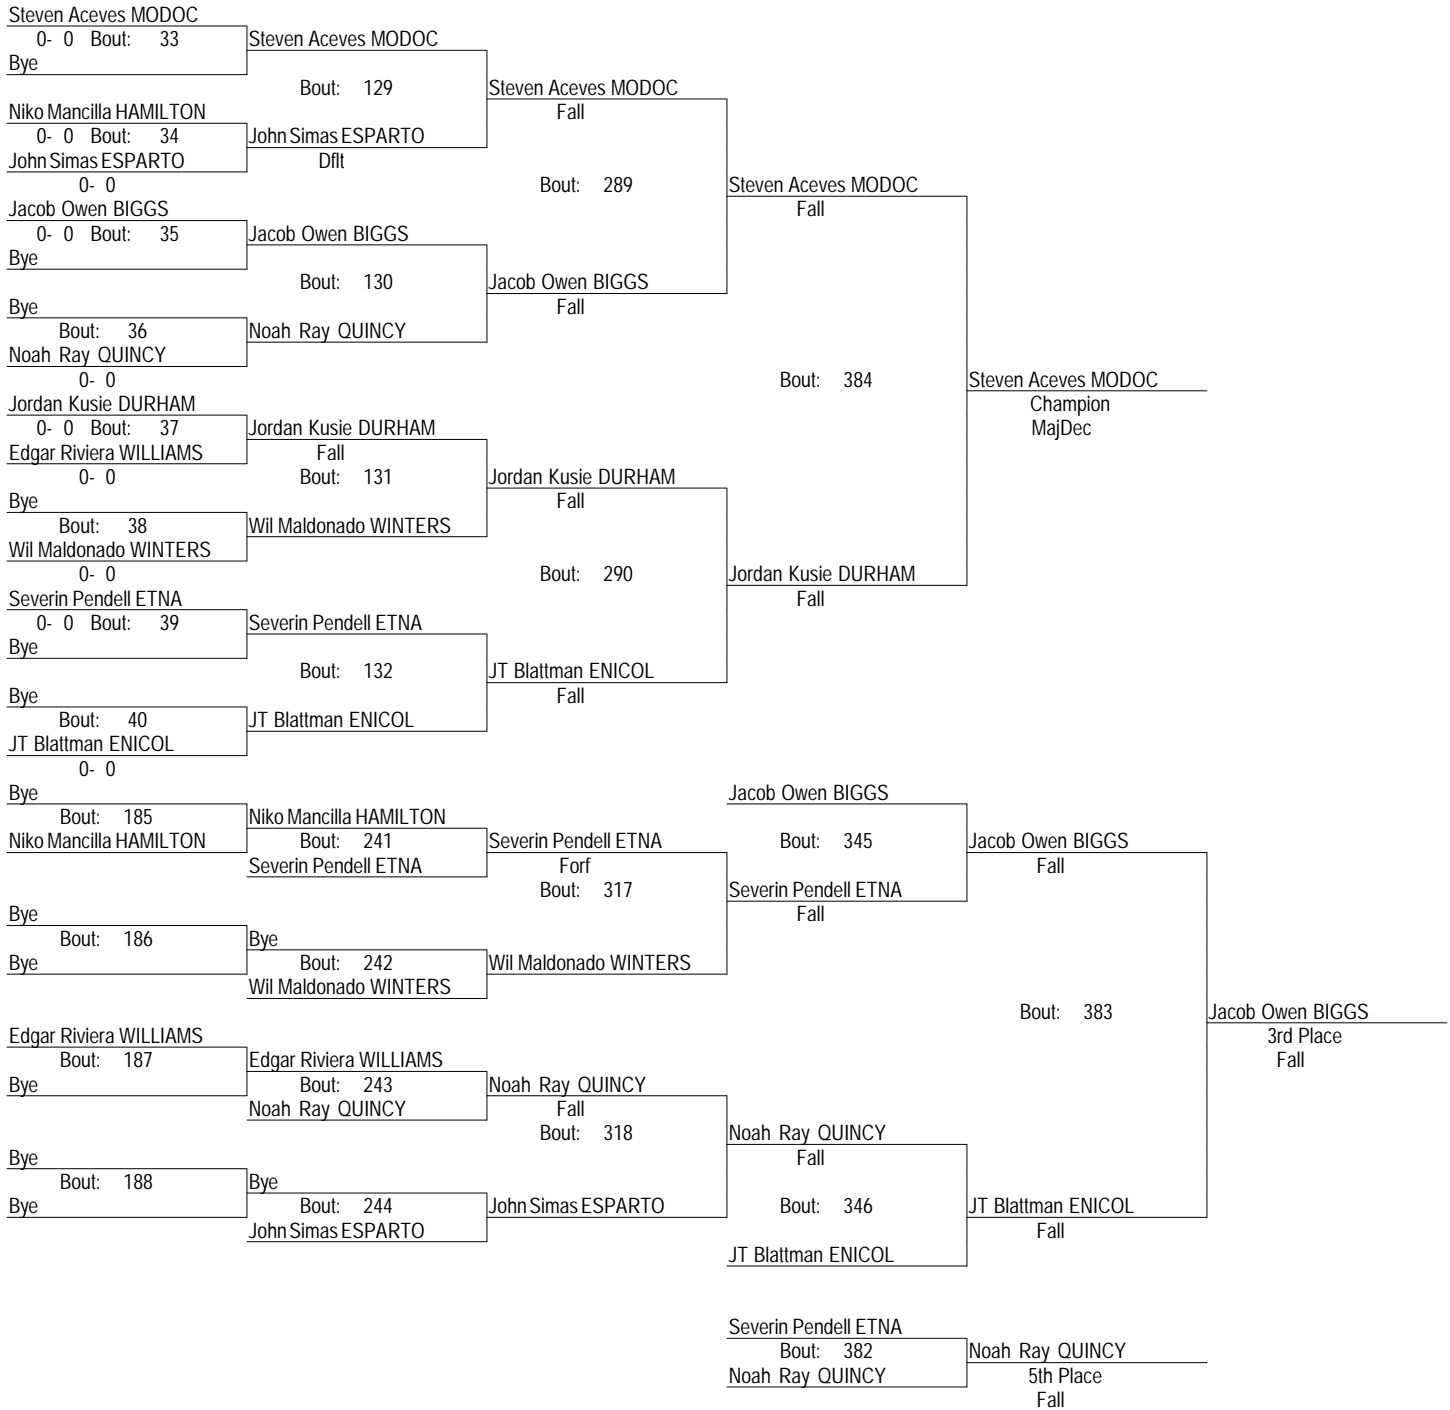 Steven Aceves MODOC
0- 0 Bout: 33
Steven Aceves MODOC
Bye
Bout: 129
Steven Aceves MODOC
Niko Mancilla HAMILTON
Fall
0- 0 Bout: 34
John Simas ESPARTO
John Simas ESPARTO
Dflt
0- 0
Bout: 289
Steven Aceves MODOC
Jacob Owen BIGGS
Fall
0- 0 Bout: 35
Jacob Owen BIGGS
Bye
Bout: 130
Jacob Owen BIGGS
Bye
Fall
Bout: 36
Noah Ray QUINCY
Noah Ray QUINCY
0- 0
Bout: 384
Steven Aceves MODOC
Jordan Kusie DURHAM
Champion
0- 0 Bout: 37
Jordan Kusie DURHAM
MajDec
Edgar Riviera WILLIAMS
Fall
0- 0
Bout: 131
Jordan Kusie DURHAM
Bye
Fall
Bout: 38
Wil Maldonado WINTERS
Wil Maldonado WINTERS
0- 0
Bout: 290
Jordan Kusie DURHAM
Severin Pendell ETNA
Fall
0- 0 Bout: 39
Severin Pendell ETNA
Bye
Bout: 132
JT Blattman ENICOL
Bye
Fall
Bout: 40
JT Blattman ENICOL
JT Blattman ENICOL
0- 0
Bye
Jacob Owen BIGGS
Bout: 185
Niko Mancilla HAMILTON
Niko Mancilla HAMILTON
Bout: 241
Severin Pendell ETNA
Bout: 345
Jacob Owen BIGGS
Severin Pendell ETNA
Forf
Fall
Bout: 317
Severin Pendell ETNA
Bye
Fall
Bout: 186
Bye
Bye
Bout: 242
Wil Maldonado WINTERS
Wil Maldonado WINTERS
Bout: 383
Jacob Owen BIGGS
Edgar Riviera WILLIAMS
3rd Place
Bout: 187
Edgar Riviera WILLIAMS
Fall
Bye
Bout: 243
Noah Ray QUINCY
Noah Ray QUINCY
Fall
Bout: 318
Noah Ray QUINCY
Bye
Fall
Bout: 188
Bye
Bye
Bout: 244
John Simas ESPARTO
Bout: 346
JT Blattman ENICOL
John Simas ESPARTO
Fall
JT Blattman ENICOL
Severin Pendell ETNA
Bout: 382
Noah Ray QUINCY
Noah Ray QUINCY
5th Place
Fall